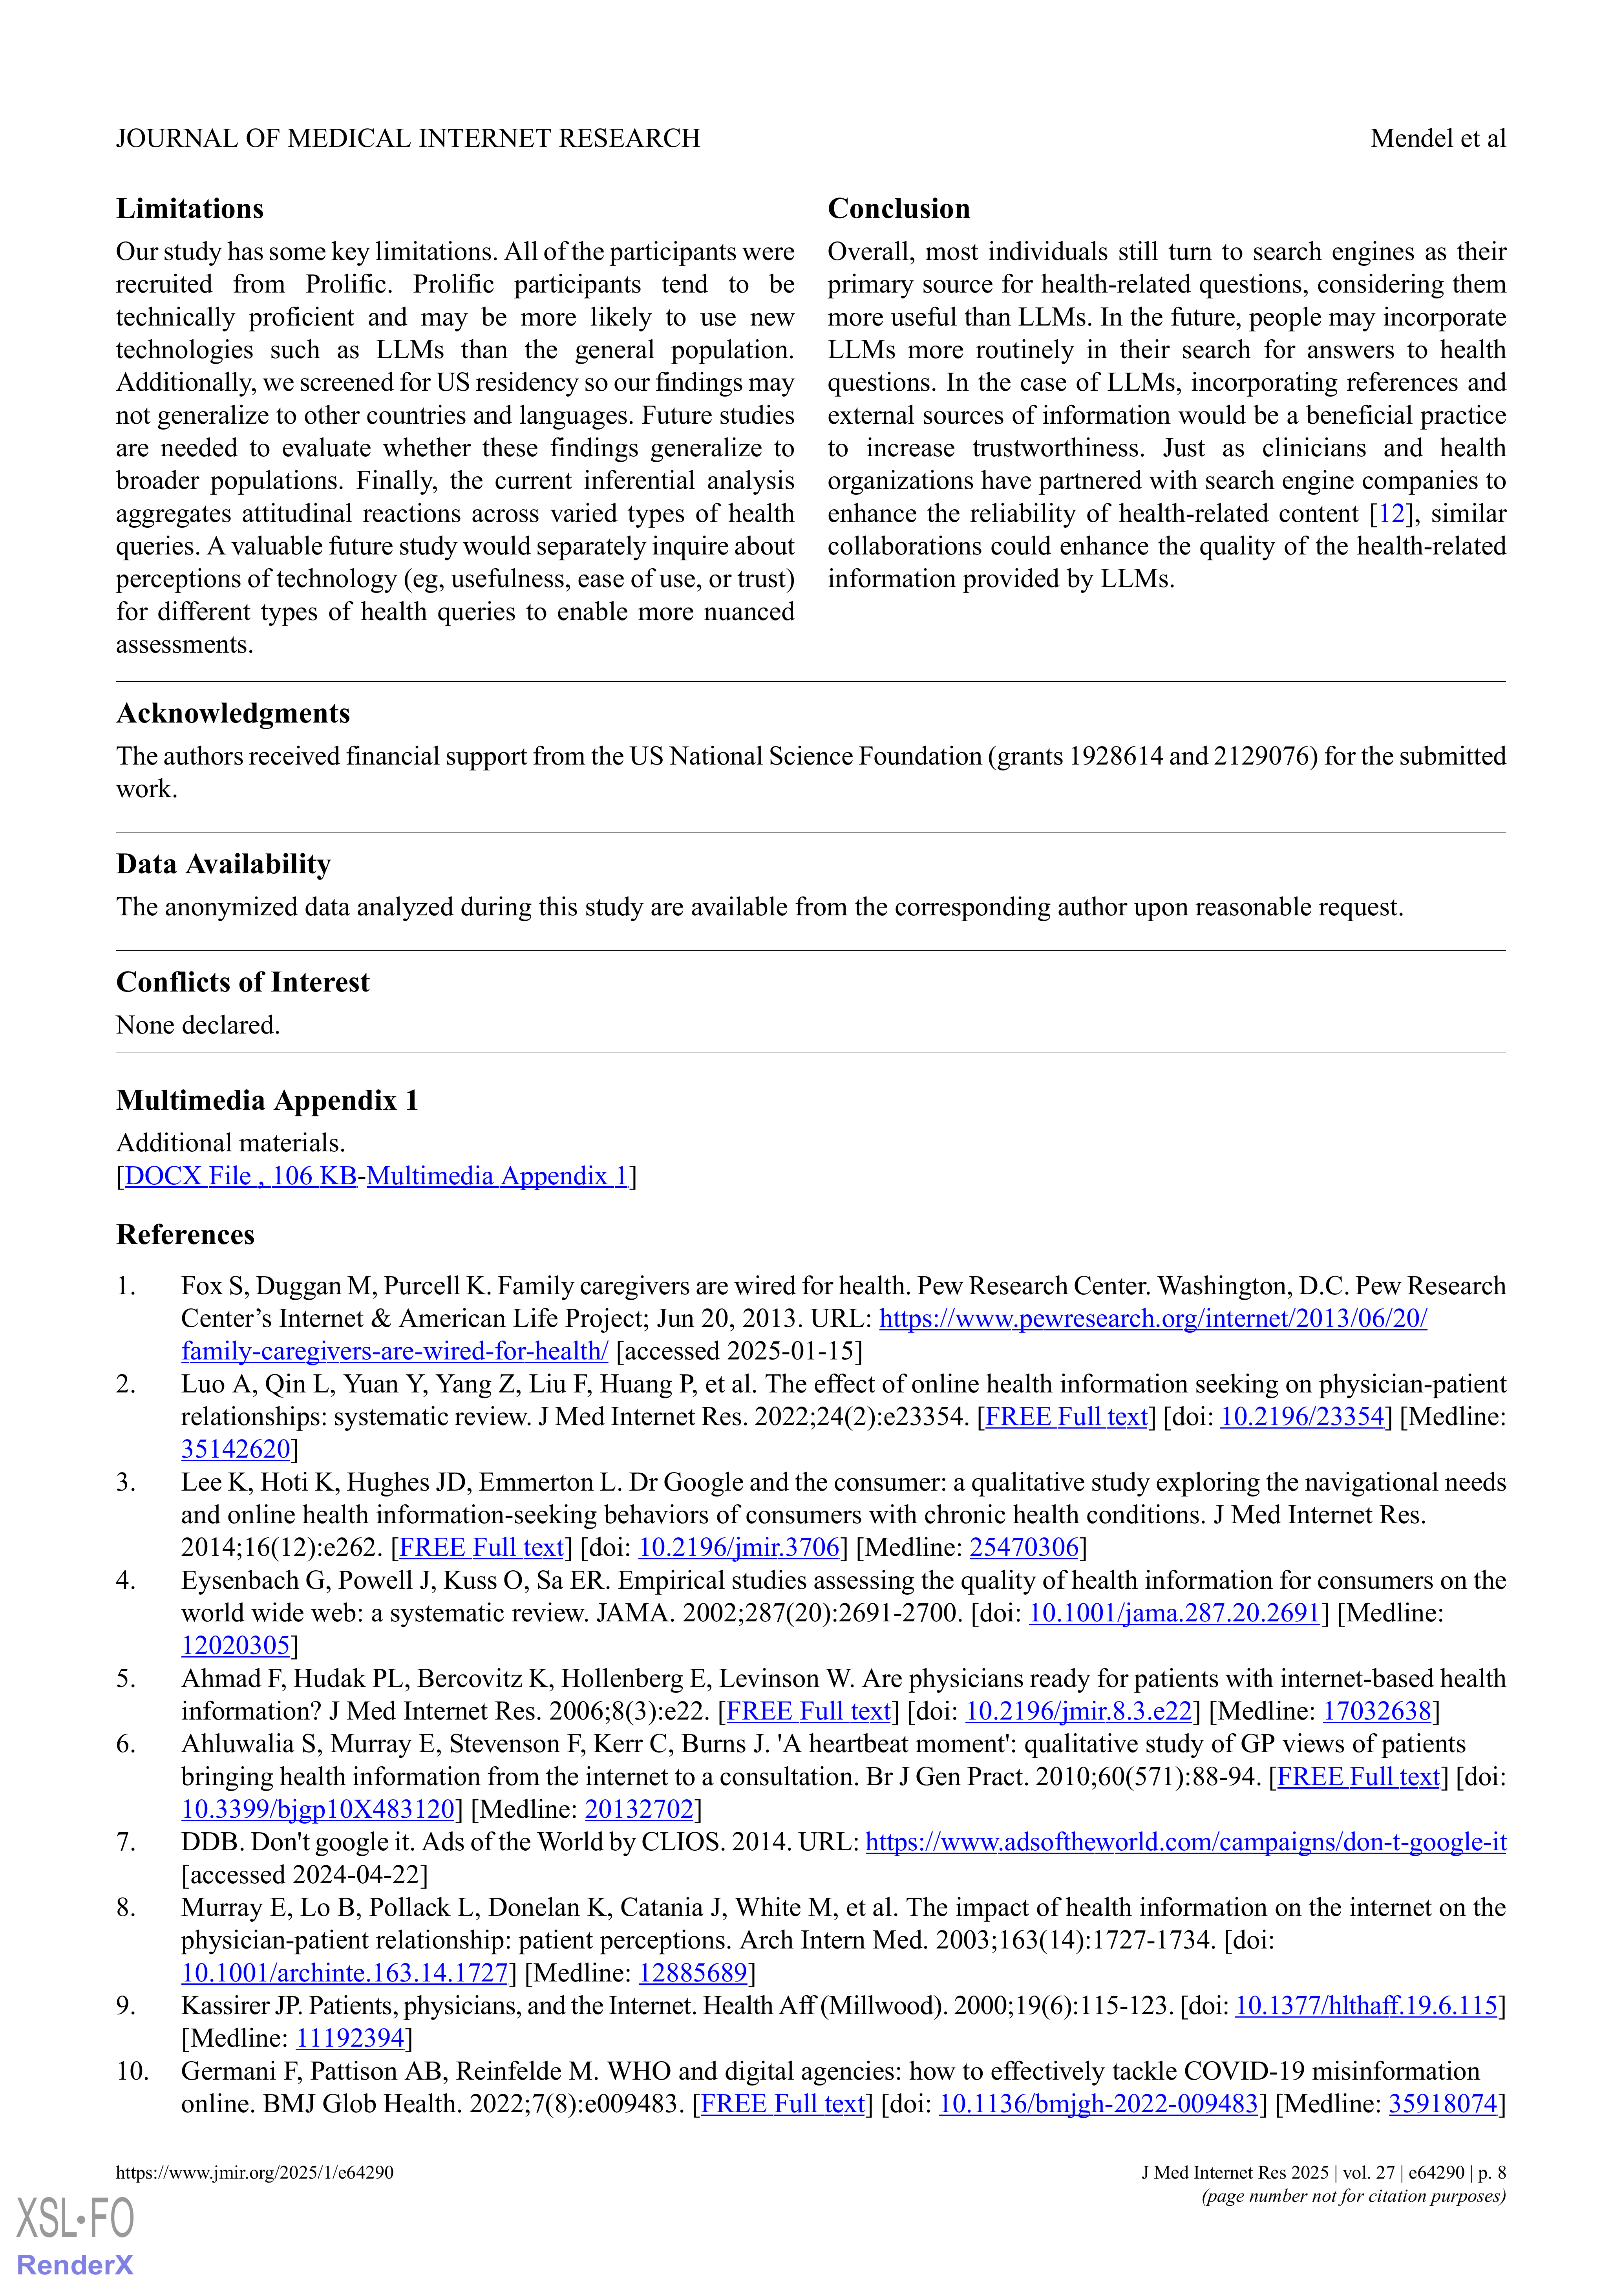 JOURNAL OF MEDICAL INTERNET RESEARCH
Mendel et al
Limitations
Our study has some key limitations. All of the participants were
recruited from Prolific. Prolific participants tend to be
technically proficient and may be more likely to use new
technologies such as LLMs than the general population.
Additionally, we screened for US residency so our findings may
not generalize to other countries and languages. Future studies
are needed to evaluate whether these findings generalize to
broader populations. Finally, the current inferential analysis
aggregates attitudinal reactions across varied types of health
queries. A valuable future study would separately inquire about
perceptions of technology (eg, usefulness, ease of use, or trust)
for different types of health queries to enable more nuanced
assessments.
Conclusion
Overall, most individuals still turn to search engines as their
primary source for health-related questions, considering them
more useful than LLMs. In the future, people may incorporate
LLMs more routinely in their search for answers to health
questions. In the case of LLMs, incorporating references and
external sources of information would be a beneficial practice
to increase trustworthiness. Just as clinicians and health
organizations have partnered with search engine companies to
enhance the reliability of health-related content [12], similar
collaborations could enhance the quality of the health-related
information provided by LLMs.
Acknowledgments
The authors received financial support from the US National Science Foundation (grants 1928614 and 2129076) for the submitted
work.
Data Availability
The anonymized data analyzed during this study are available from the corresponding author upon reasonable request.
Conflicts of Interest
None declared.
Multimedia Appendix 1
Additional materials.
[DOCX File , 106 KB-Multimedia Appendix 1]
References
1. Fox S, Duggan M, Purcell K. Family caregivers are wired for health. Pew Research Center. Washington, D.C. Pew Research
Center’s Internet & American Life Project; Jun 20, 2013. URL: https://www.pewresearch.org/internet/2013/06/20/
family-caregivers-are-wired-for-health/ [accessed 2025-01-15]
2. Luo A, Qin L, Yuan Y, Yang Z, Liu F, Huang P, et al. The effect of online health information seeking on physician-patient
relationships: systematic review. J Med Internet Res. 2022;24(2):e23354. [FREE Full text] [doi: 10.2196/23354] [Medline:
35142620]
3. Lee K, Hoti K, Hughes JD, Emmerton L. Dr Google and the consumer: a qualitative study exploring the navigational needs
and online health information-seeking behaviors of consumers with chronic health conditions. J Med Internet Res.
2014;16(12):e262. [FREE Full text] [doi: 10.2196/jmir.3706] [Medline: 25470306]
4. Eysenbach G, Powell J, Kuss O, Sa ER. Empirical studies assessing the quality of health information for consumers on the
world wide web: a systematic review. JAMA. 2002;287(20):2691-2700. [doi: 10.1001/jama.287.20.2691] [Medline:
12020305]
5. Ahmad F, Hudak PL, Bercovitz K, Hollenberg E, Levinson W. Are physicians ready for patients with internet-based health
information? J Med Internet Res. 2006;8(3):e22. [FREE Full text] [doi: 10.2196/jmir.8.3.e22] [Medline: 17032638]
6. Ahluwalia S, Murray E, Stevenson F, Kerr C, Burns J. 'A heartbeat moment': qualitative study of GP views of patients
bringing health information from the internet to a consultation. Br J Gen Pract. 2010;60(571):88-94. [FREE Full text] [doi:
10.3399/bjgp10X483120] [Medline: 20132702]
7. DDB. Don't google it. Ads of the World by CLIOS. 2014. URL: https://www.adsoftheworld.com/campaigns/don-t-google-it
[accessed 2024-04-22]
8. Murray E, Lo B, Pollack L, Donelan K, Catania J, White M, et al. The impact of health information on the internet on the
physician-patient relationship: patient perceptions. Arch Intern Med. 2003;163(14):1727-1734. [doi:
10.1001/archinte.163.14.1727] [Medline: 12885689]
9. Kassirer JP. Patients, physicians, and the Internet. Health Aff (Millwood). 2000;19(6):115-123. [doi: 10.1377/hlthaff.19.6.115]
[Medline: 11192394]
10. Germani F, Pattison AB, Reinfelde M. WHO and digital agencies: how to effectively tackle COVID-19 misinformation
online. BMJ Glob Health. 2022;7(8):e009483. [FREE Full text] [doi: 10.1136/bmjgh-2022-009483] [Medline: 35918074]
https://www.jmir.org/2025/1/e64290
J Med Internet Res 2025 | vol. 27 | e64290 | p. 8
(page number not for citation purposes)
XSL•FO
RenderX